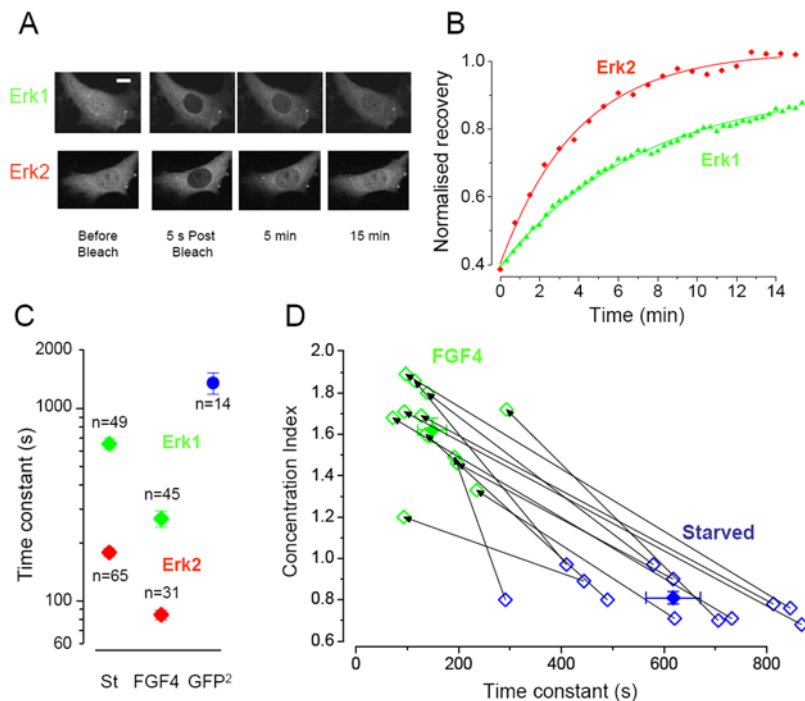 A
Erk1
Erk2
Before Bleach
5 s Post Bleach
5 min
15 min
B
Normalised recovery
1.0
0.8
0.6
0.4
Erk2
Erk1
0 2 4 6 8 10 12 14
Time (min)
C
Time constant (s)
2000
1000
100
60
n=49
n=14
Erk1
n=45
Erk2
n=65
n=31
St FGF4 GFP²
D
Concentration Index
2.0
1.8
1.6
1.4
1.2
1.0
0.8
0.6
FGF4
Starved
0 200 400 600 800
Time constant (s)